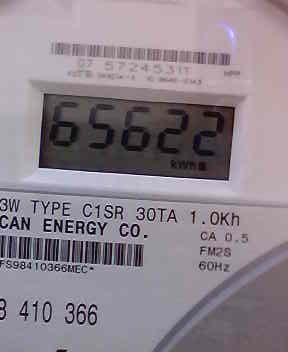 07 5724531T
65622
kWh
3W TYPE C1SR 30TA 1.0Kh
CAN ENERGY CO.
CA 0.5
FS98410366MEC*
FM2S
60Hz
8 410 366